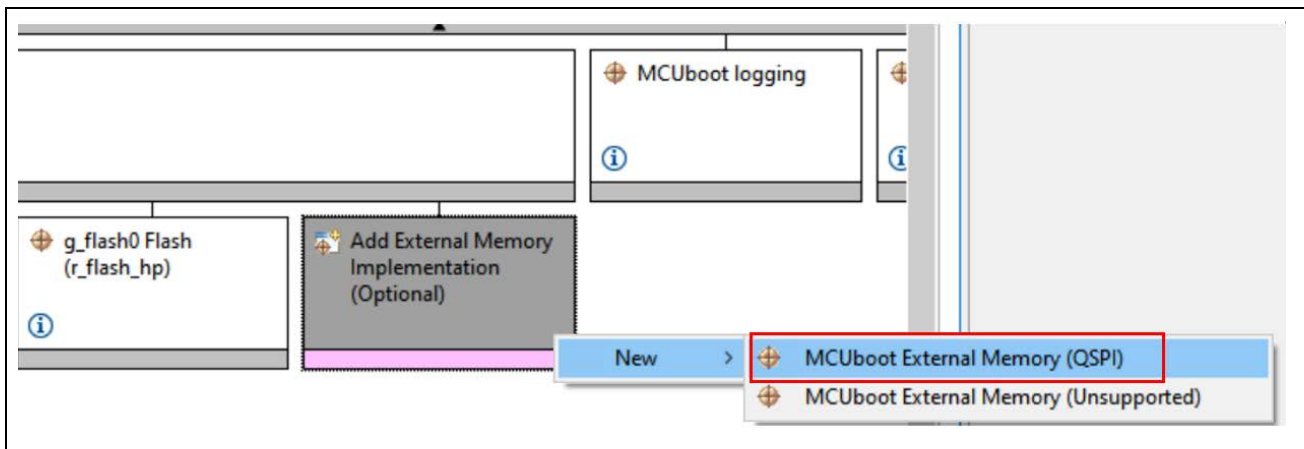 MCUboot logging
g_flash0 Flash
(r_flash_hp)
Add External Memory
Implementation
(Optional)
New >
MCUboot External Memory (QSPI)
MCUboot External Memory (Unsupported)